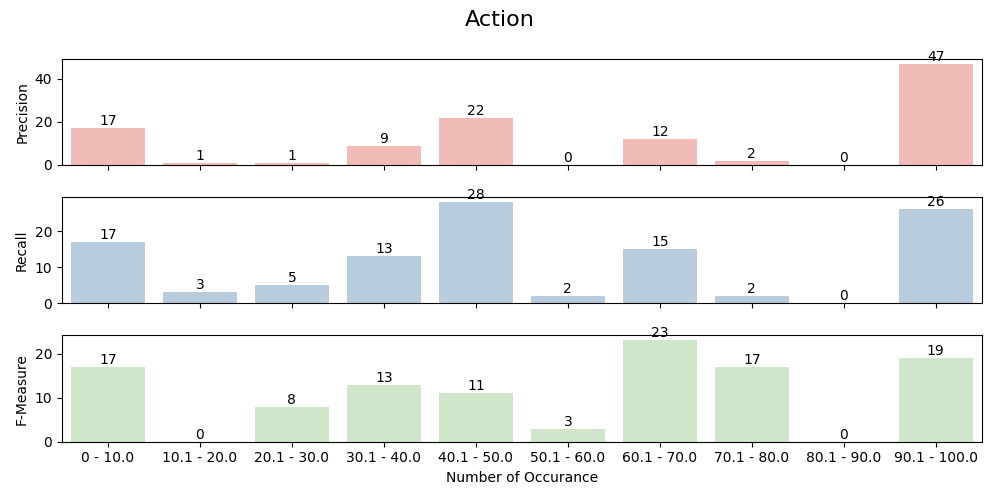 Action
Precision
40
20
0
17
1
1
9
22
0
12
2
0
47
Recall
20
10
0
17
3
5
13
28
2
15
2
0
26
F-Measure
20
10
0
17
0
8
13
11
3
23
17
0
19
0 - 10.0
10.1 - 20.0
20.1 - 30.0
30.1 - 40.0
40.1 - 50.0
50.1 - 60.0
60.1 - 70.0
70.1 - 80.0
80.1 - 90.0
90.1 - 100.0
Number of Occurance